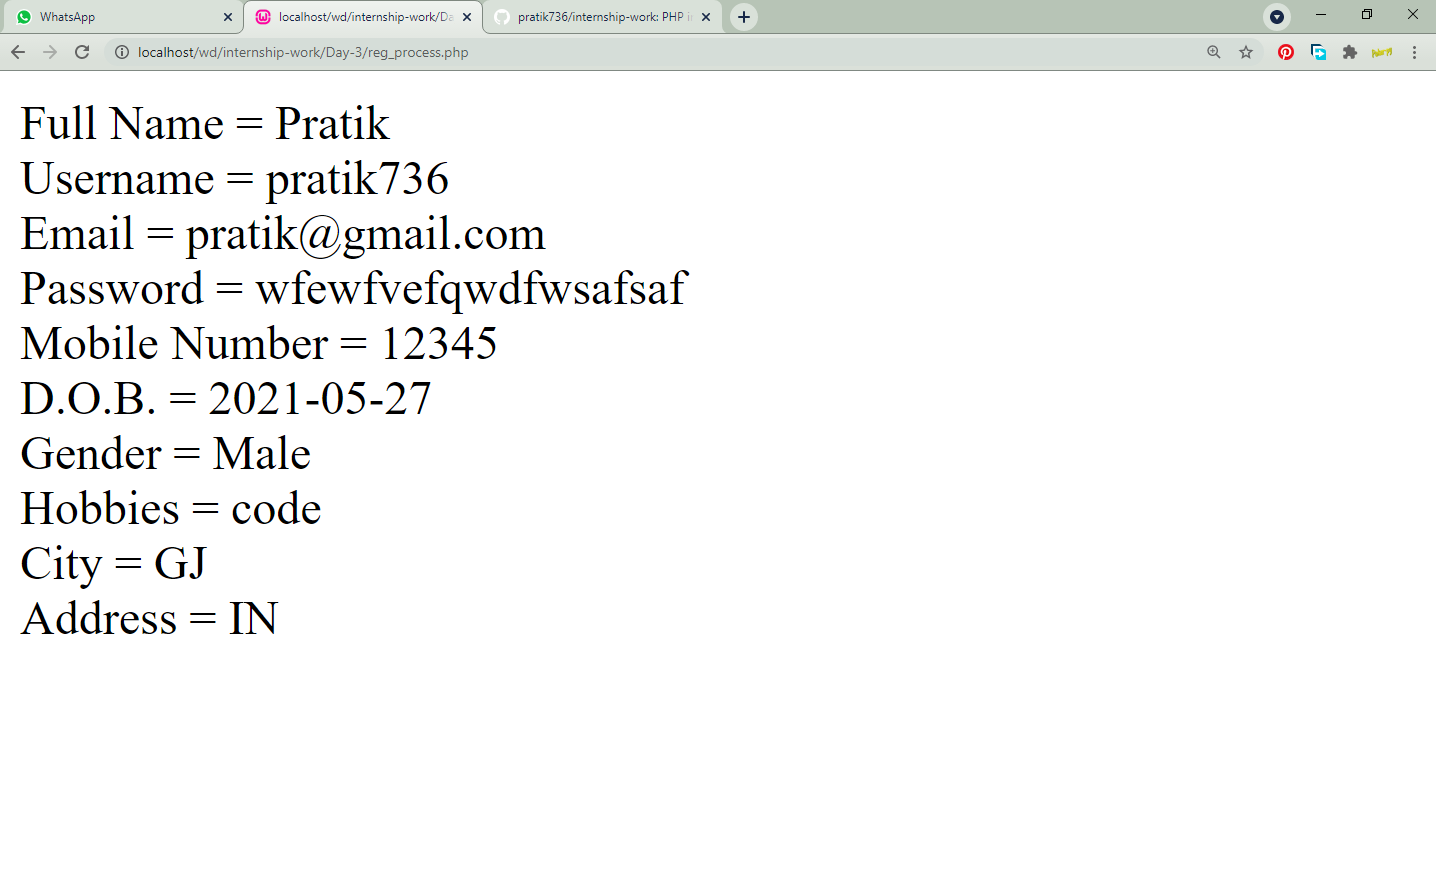 WhatsApp
localhost/wd/internship-work/Da
pratik736/internship-work: PHP i
localhost/wd/internship-work/Day-3/reg_process.php
Full Name = Pratik
Username = pratik736
Email = pratik@gmail.com
Password = wfewfvefqwdfwsafsaf
Mobile Number = 12345
D.O.B. = 2021-05-27
Gender = Male
Hobbies = code
City = GJ
Address = IN